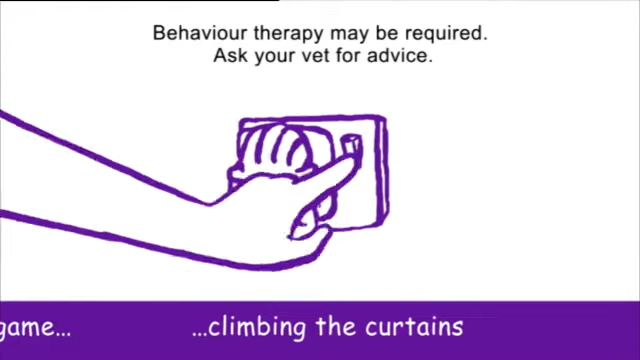 Behaviour therapy may be required.
Ask your vet for advice.
game... ...climbing the curtains